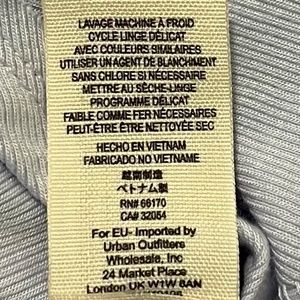 LAVAGE MACHINE À FROID
CYCLE LINGE DÉLICAT
AVEC COULEURS SIMILAIRES
UTILISER UN AGENT DE BLANCHIMENT
SANS CHLORE SI NÉCESSAIRE
METTRE AU SÈCHE-LINGE
PROGRAMME DÉLICAT
FAIBLE COMME FER NÉCESSAIRES
PEUT-ÊTRE ÊTRE NETTOYÉE SEC
HECHO EN VIETNAM
FABRICADO NO VIETNAME
越南制造
ベトナム製
RN# 66170
CA# 32054
For EU- Imported by
Urban Outfitters
Wholesale, Inc
24 Market Place
London UK W1W 8AN